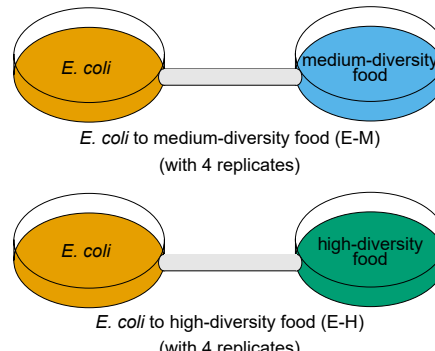 E. coli
medium-diversity
food
E. coli to medium-diversity food (E-M)
(with 4 replicates)
E. coli
high-diversity
food
E. coli to high-diversity food (E-H)
(with 4 replicates)